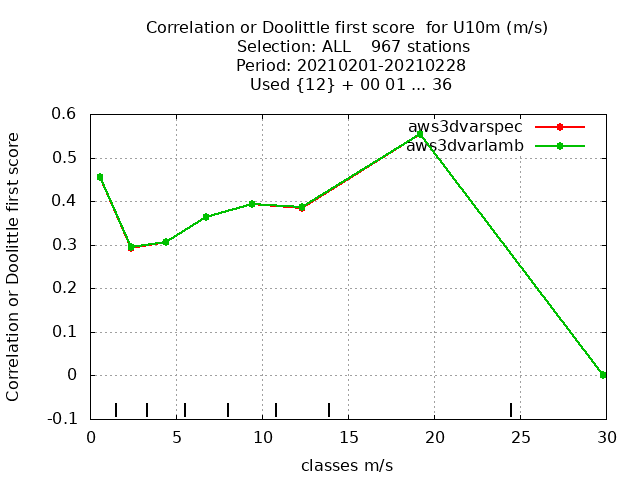 Correlation or Doolittle first score  for U10m (m/s)
Selection: ALL    967 stations
Period: 20210201-20210228
Used {12} + 00 01 ... 36
aws3dvarspec
aws3dvarlamb
Correlation or Doolittle first score
0.6
0.5
0.4
0.3
0.2
0.1
0
-0.1
0 5 10 15 20 25 30
classes m/s